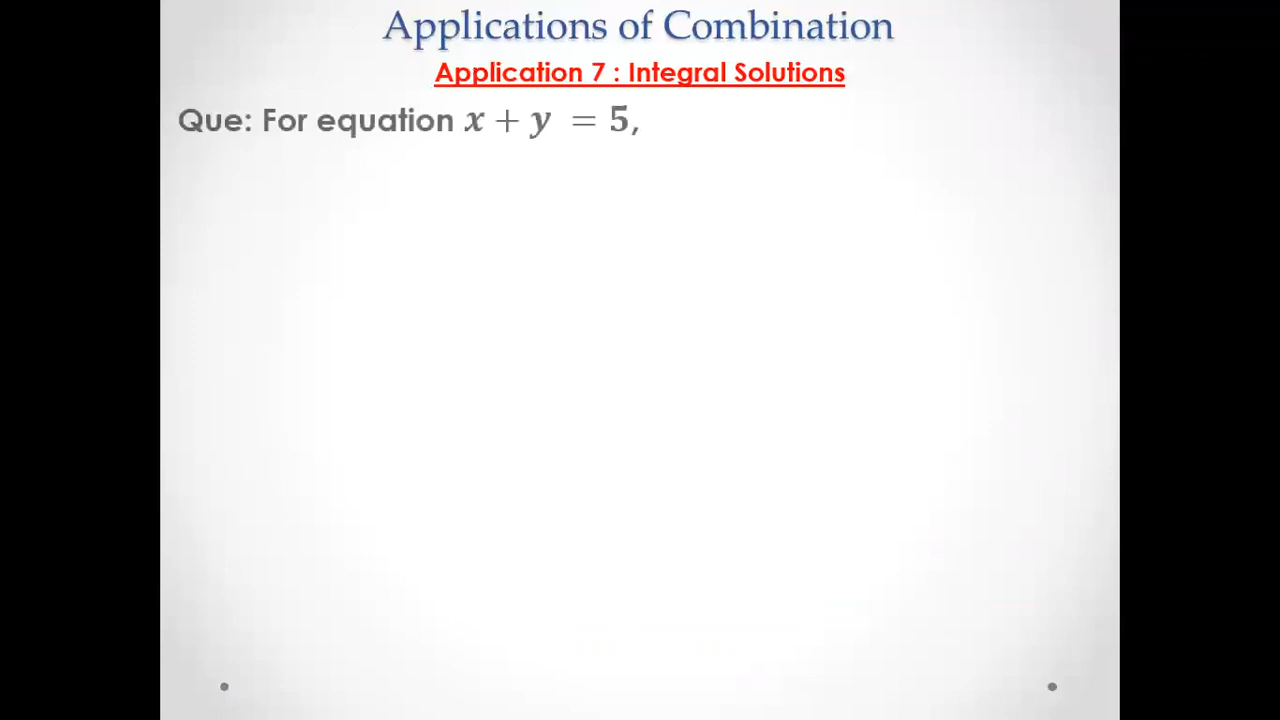 Applications of Combination
Application 7 : Integral Solutions
Que: For equation x + y = 5,